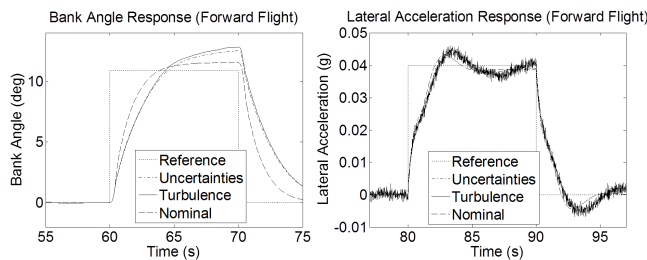 Bank Angle Response (Forward Flight)
Bank Angle (deg)
10
5
0
Reference
Uncertainties
Turbulence
Nominal
55 60 65 70 75
Time (s)
Lateral Acceleration Response (Forward Flight)
Lateral Acceleration (g)
0.05
0.04
0.03
0.02
0.01
0
-0.01
Reference
Uncertainties
Turbulence
Nominal
80 85 90 95
Time (s)